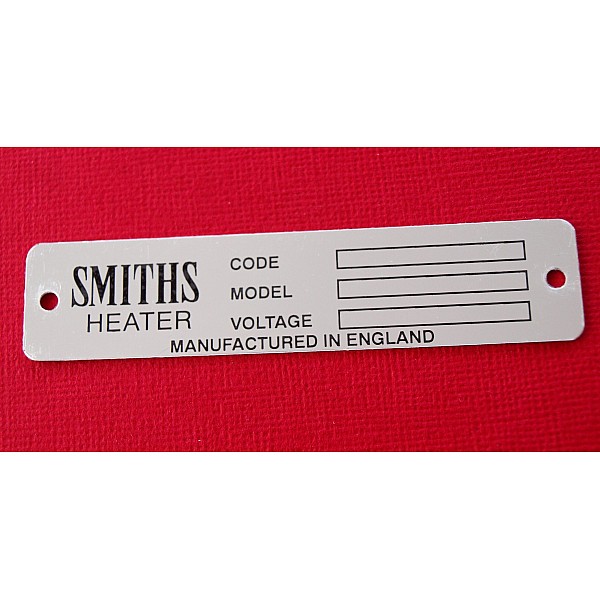 SMITHS
HEATER
CODE
MODEL
VOLTAGE
MANUFACTURED IN ENGLAND